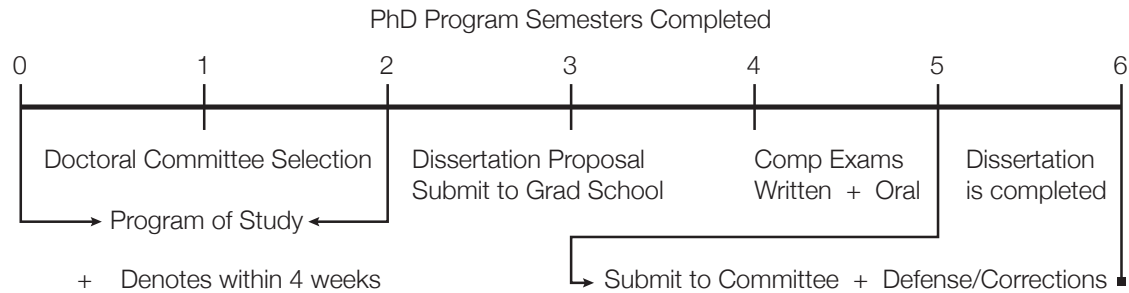 PhD Program Semesters Completed
0 1 2 3 4 5 6
Doctoral Committee Selection
Dissertation Proposal
Submit to Grad School
Comp Exams
Written + Oral
Dissertation
is completed
Program of Study
+ Denotes within 4 weeks
Submit to Committee + Defense/Corrections